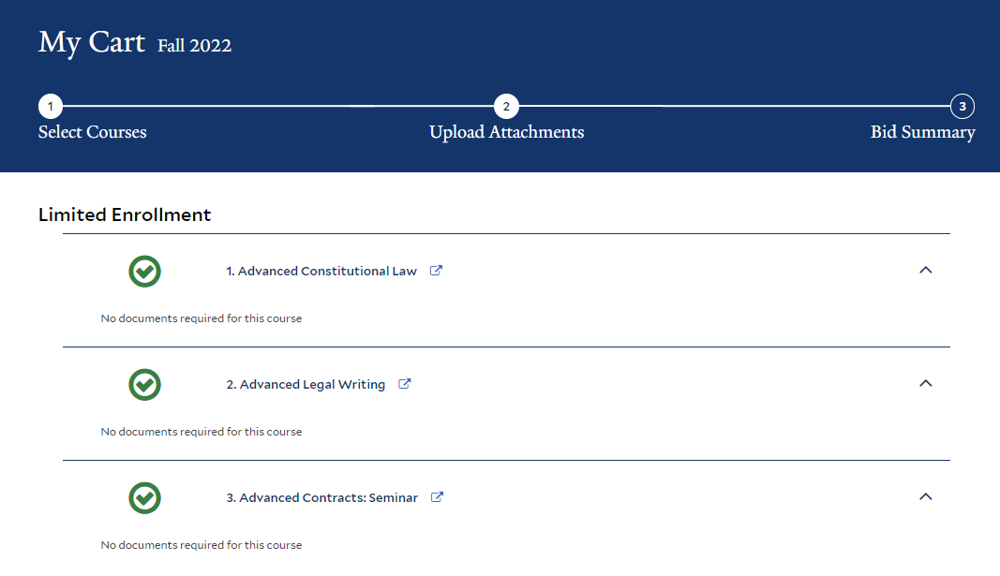 My Cart Fall 2022
1 2 3
Select Courses Upload Attachments Bid Summary
Limited Enrollment
1. Advanced Constitutional Law
No documents required for this course
2. Advanced Legal Writing
No documents required for this course
3. Advanced Contracts: Seminar
No documents required for this course